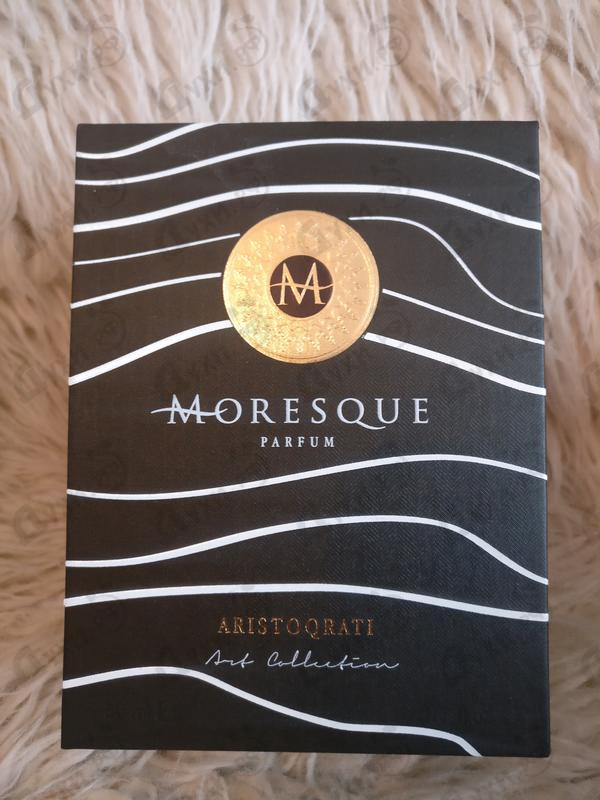 M
MORESQUE
PARFUM
ARISTOQRATI
Art Collection